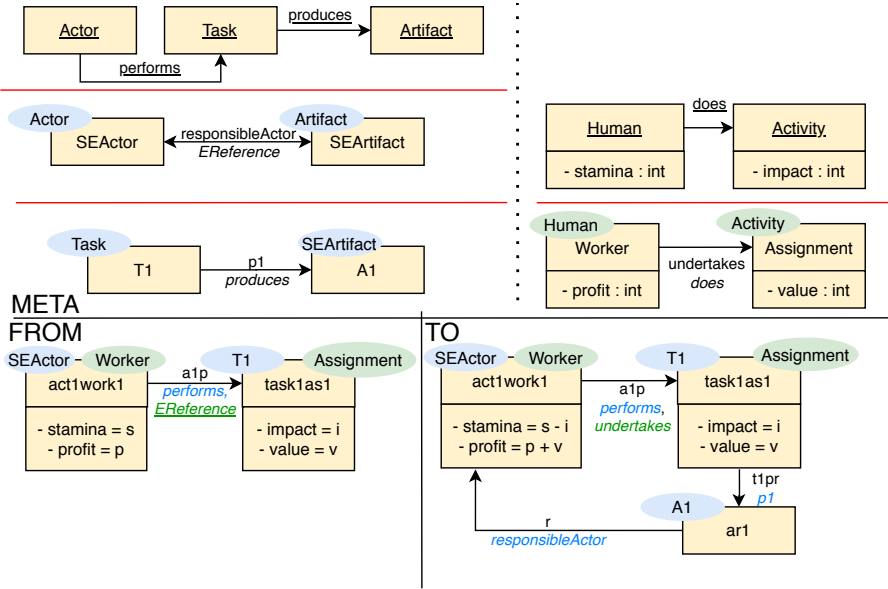 Actor
Task
produces
Artifact
performs
Actor
SEActor
responsibleActor
EReference
Artifact
SEArtifact
Human
- stamina : int
does
Activity
- impact : int
Task
T1
p1
produces
SEArtifact
A1
Human
Worker
- profit : int
undertakes
does
Activity
Assignment
- value : int
META
FROM
SEActor
Worker
act1work1
- stamina = s
- profit = p
a1p
performs,
EReference
T1
Assignment
task1as1
- impact = i
- value = v
TO
SEActor
Worker
act1work1
- stamina = s - i
- profit = p + v
a1p
performs,
undertakes
T1
Assignment
task1as1
- impact = i
- value = v
t1pr
p1
A1
ar1
r
responsibleActor